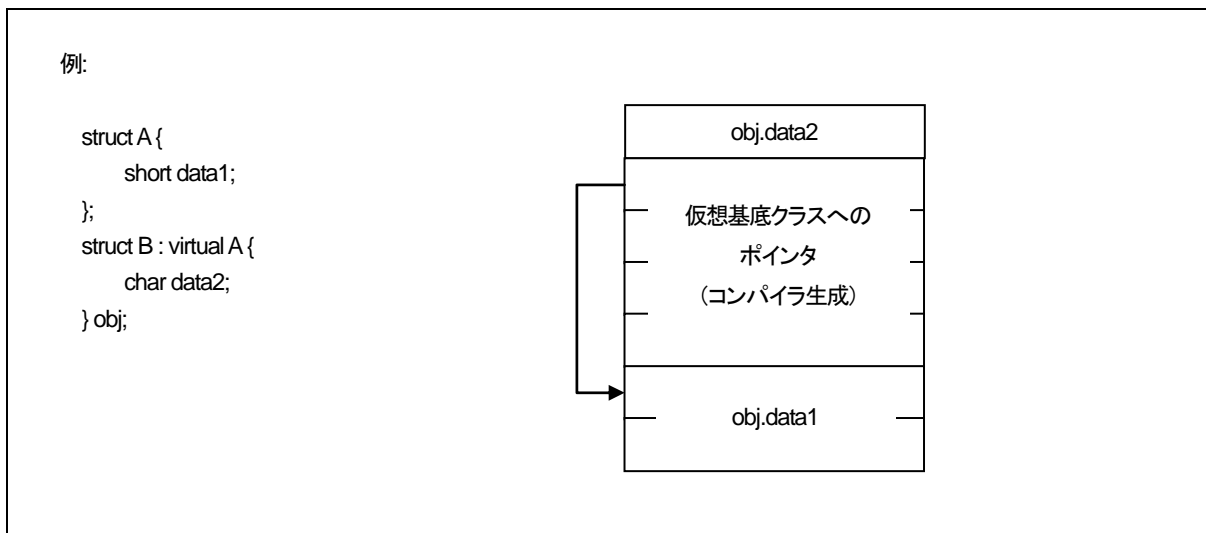 例:
struct A {
short data1;
};
struct B : virtual A {
char data2;
} obj;
obj.data2
仮想基底クラスへの
ポインタ
(コンパイラ生成)
obj.data1